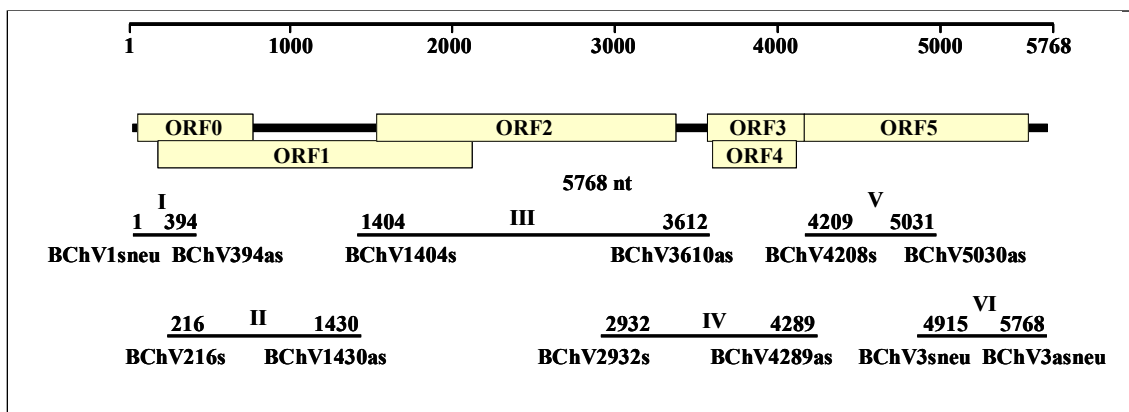 1 1000 2000 3000 4000 5000 5768
ORF0 ORF2 ORF3 ORF5
ORF1 ORF4
5768 nt
I III V
1 394 1404 3612 4209 5031
BChV1sneu BChV394as BChV1404s BChV3610as BChV4208s BChV5030as
II IV VI
216 1430 2932 4289 4915 5768
BChV216s BChV1430as BChV2932s BChV4289as BChV3sneu BChV3asneu